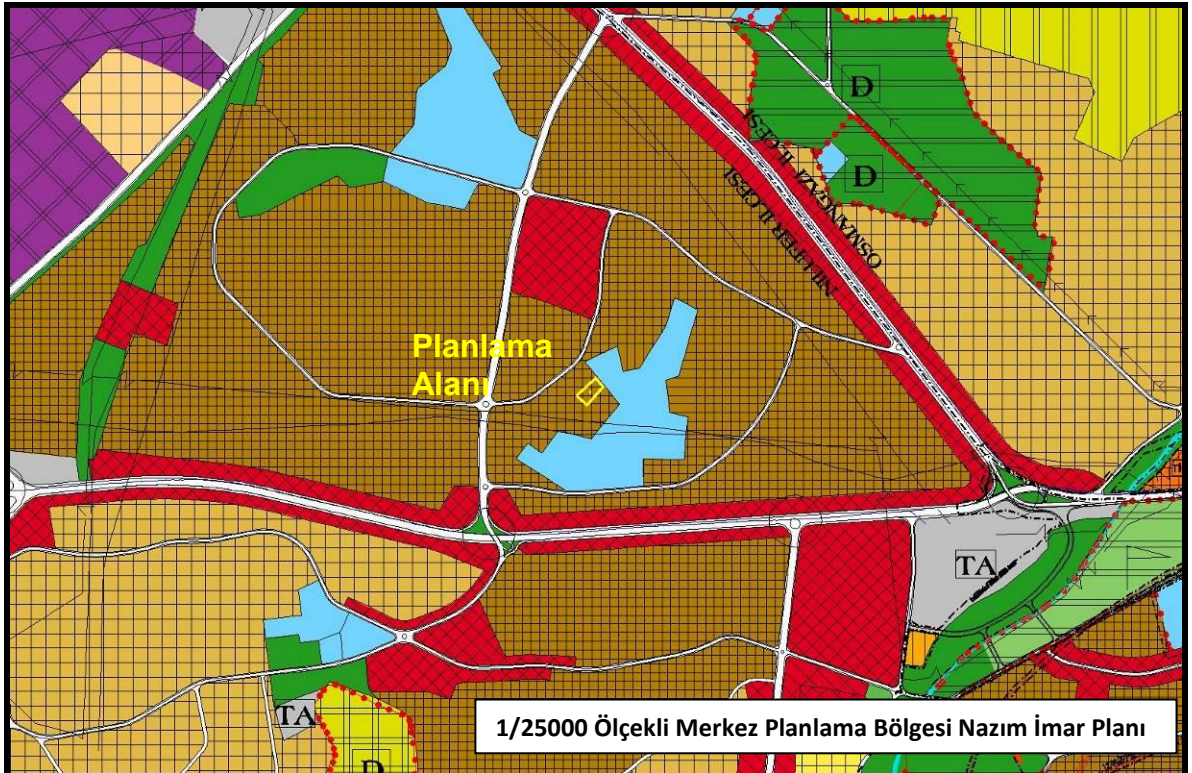 D
D
OSMANGAZİ İLÇESİ
NİLÜFER İLÇESİ
Planlama
Alanı
TA
TA
D
1/25000 Ölçekli Merkez Planlama Bölgesi Nazım İmar Planı